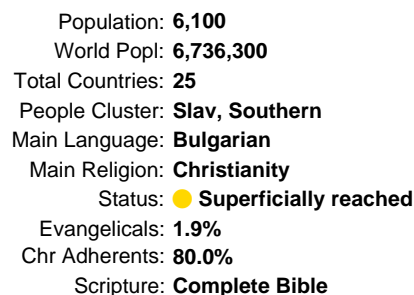 Population: 6,100
World Popl: 6,736,300
Total Countries: 25
People Cluster: Slav, Southern
Main Language: Bulgarian
Main Religion: Christianity
Status: Superficially reached
Evangelicals: 1.9%
Chr Adherents: 80.0%
Scripture: Complete Bible